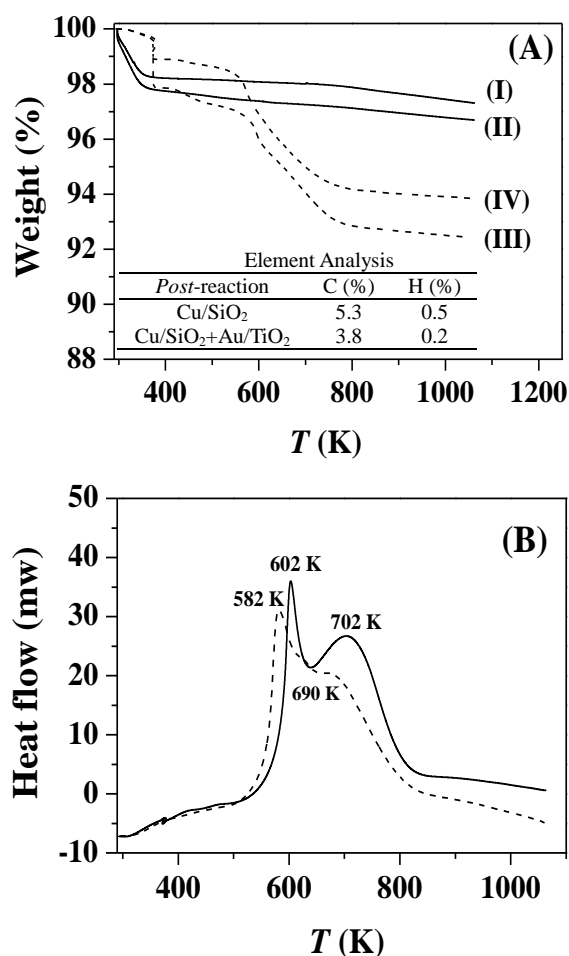 (A)
100
98
96
94
92
90
88
Weight (%)
(I)
(II)
(IV)
(III)
Element Analysis
Post-reaction C (%) H (%)
Cu/SiO₂ 5.3 0.5
Cu/SiO₂+Au/TiO₂ 3.8 0.2
400 600 800 1000 1200
T (K)
(B)
50
40
30
20
10
0
-10
Heat flow (mw)
602 K
582 K
702 K
690 K
400 600 800 1000
T (K)